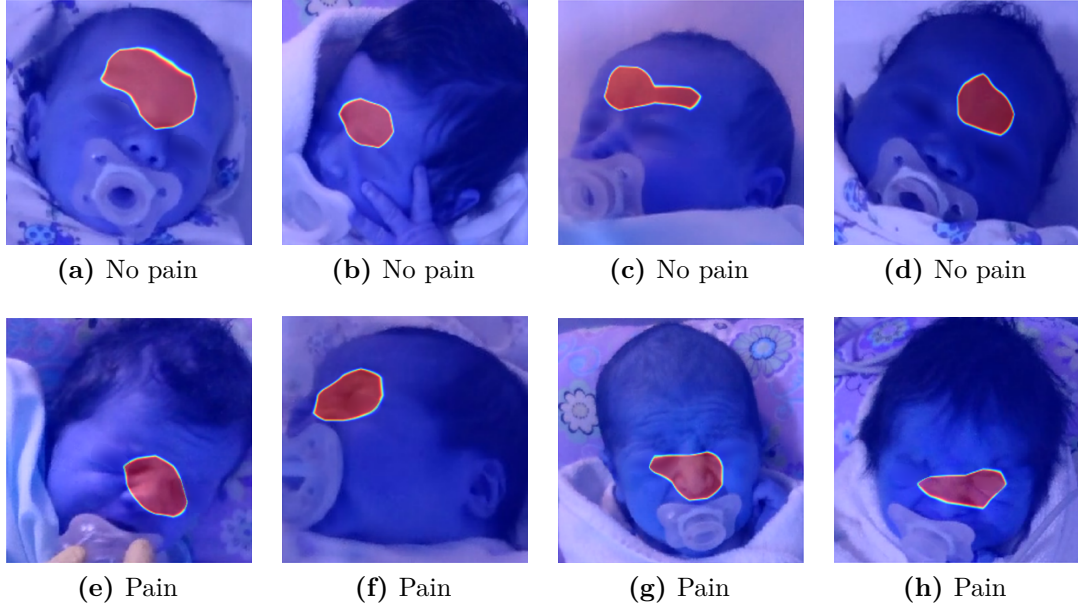 (a) No pain
(b) No pain
(c) No pain
(d) No pain
(e) Pain
(f) Pain
(g) Pain
(h) Pain